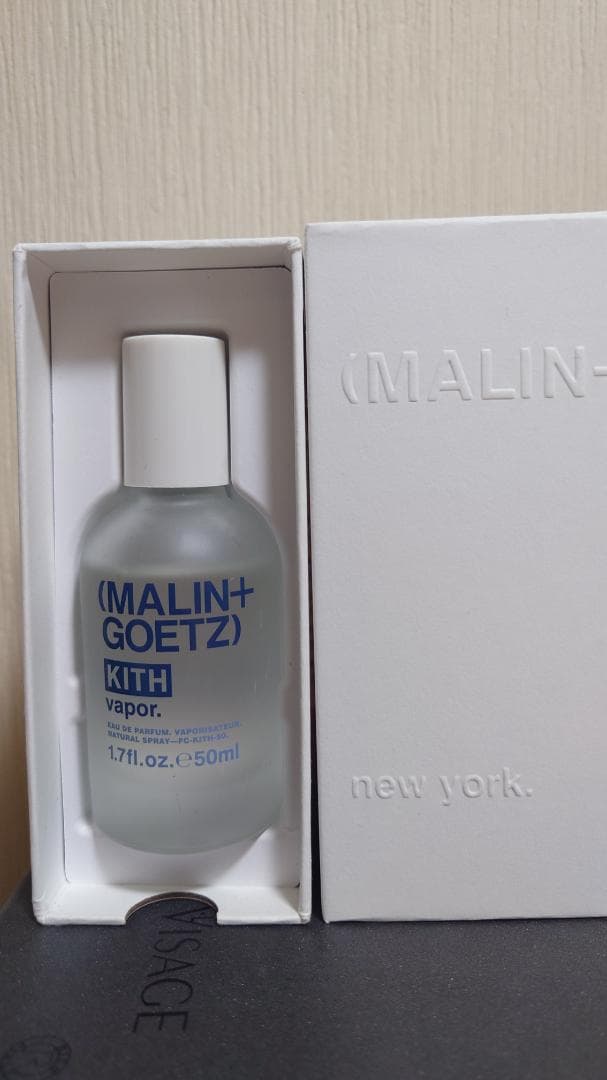 (MALIN+
GOETZ)
KITH
vapor.
EAU DE PARFUM. VAPORISATEUR.
NATURAL SPRAY—FC-KITH-50.
1.7fl.oz.℮50ml
(MALIN+
new york.
VISAGE